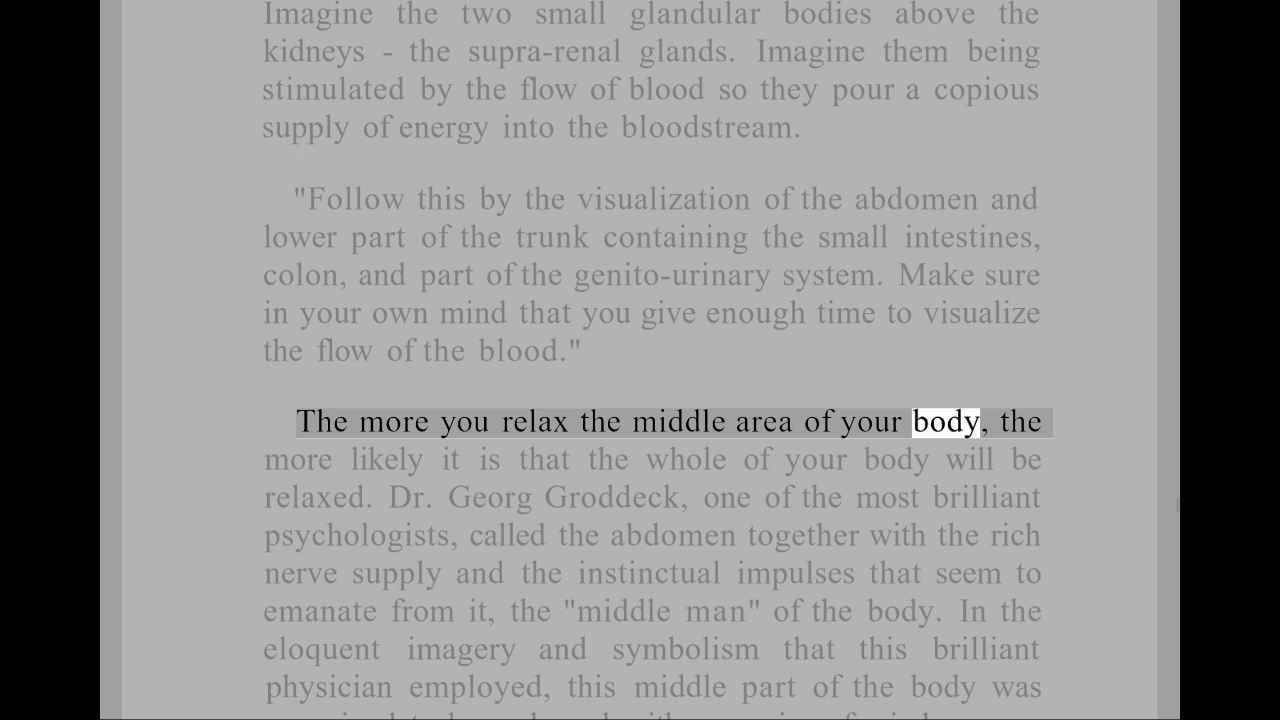 Imagine the two small glandular bodies above the
kidneys - the supra-renal glands. Imagine them being
stimulated by the flow of blood so they pour a copious
supply of energy into the bloodstream.
"Follow this by the visualization of the abdomen and
lower part of the trunk containing the small intestines,
colon, and part of the genito-urinary system. Make sure
in your own mind that you give enough time to visualize
the flow of the blood."
The more you relax the middle area of your body, the
more likely it is that the whole of your body will be
relaxed. Dr. Georg Groddeck, one of the most brilliant
psychologists, called the abdomen together with the rich
nerve supply and the instinctual impulses that seem to
emanate from it, the "middle man" of the body. In the
eloquent imagery and symbolism that this brilliant
physician employed, this middle part of the body was